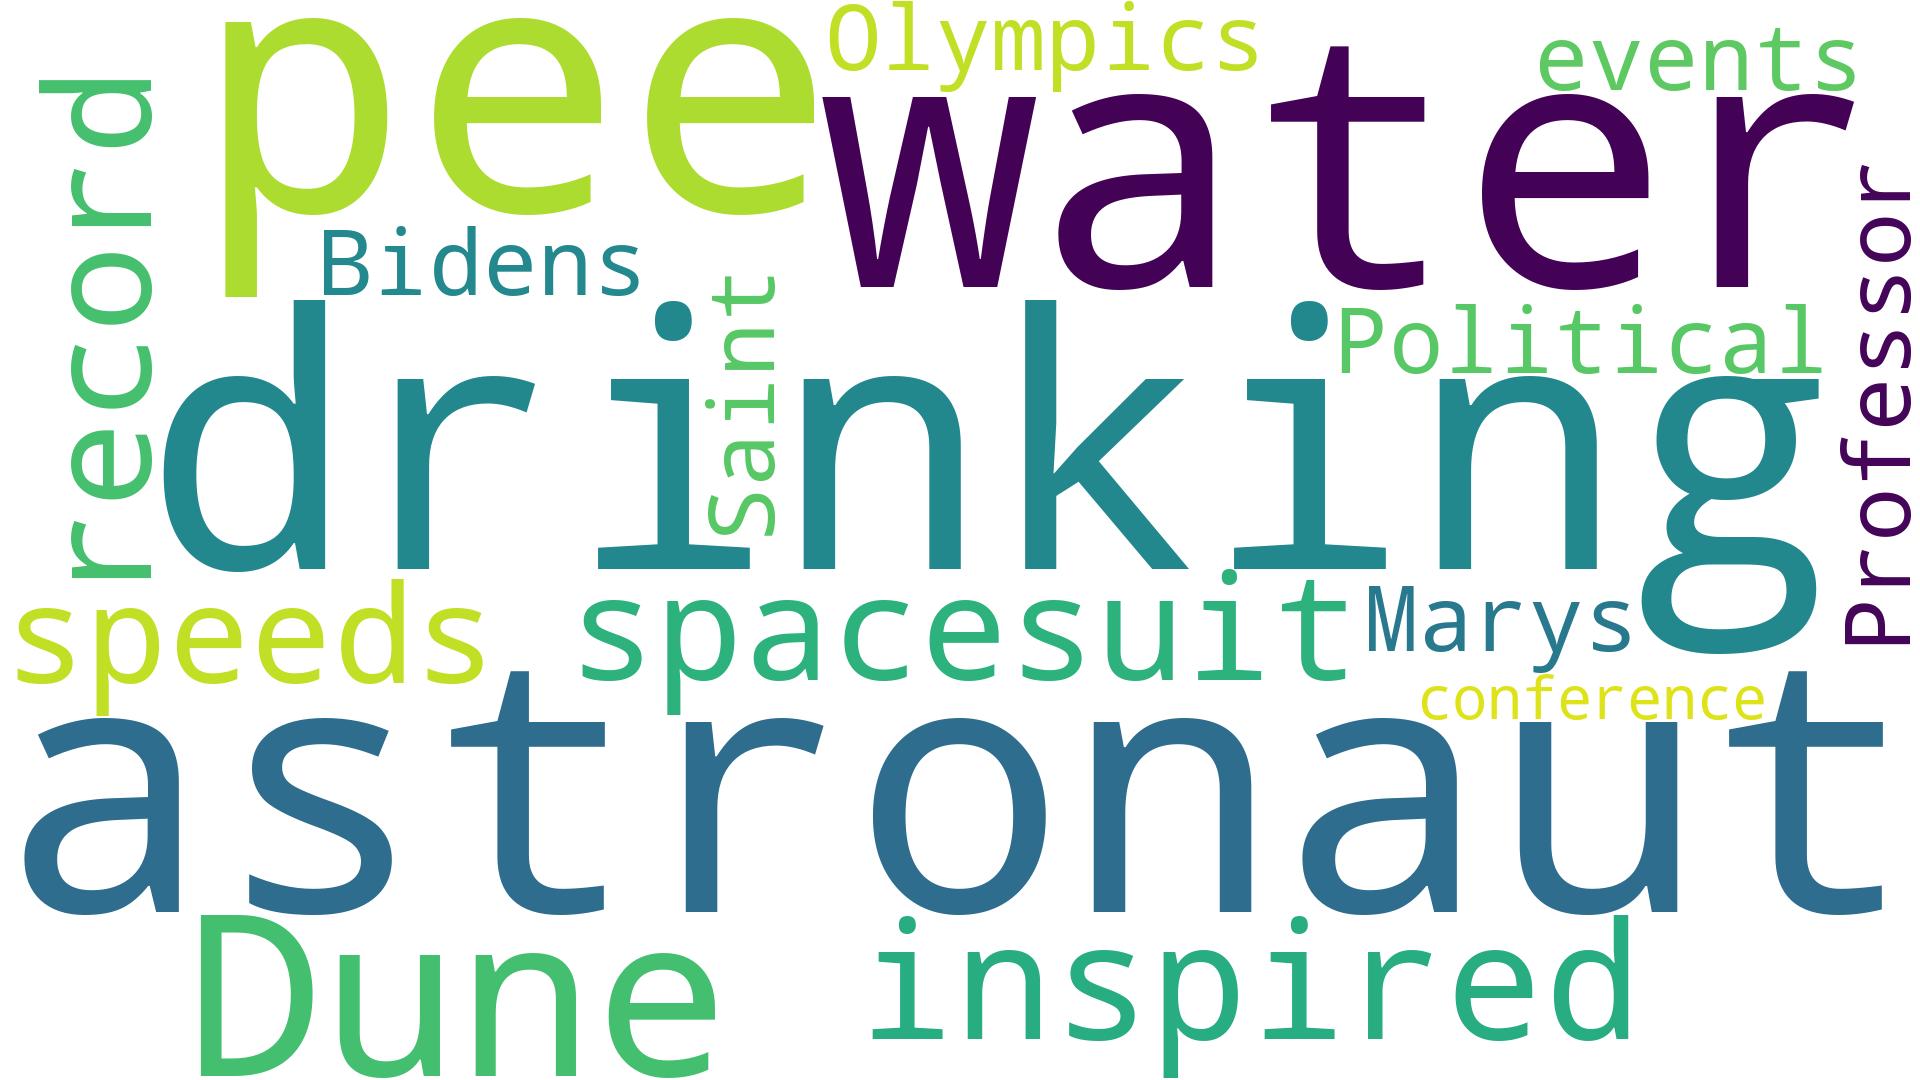 Olympics
pee
events
water
record
Bidens
Professor
Saint
Political
drinking
speeds
spacesuit
Marys
conference
astronaut
Dune
inspired